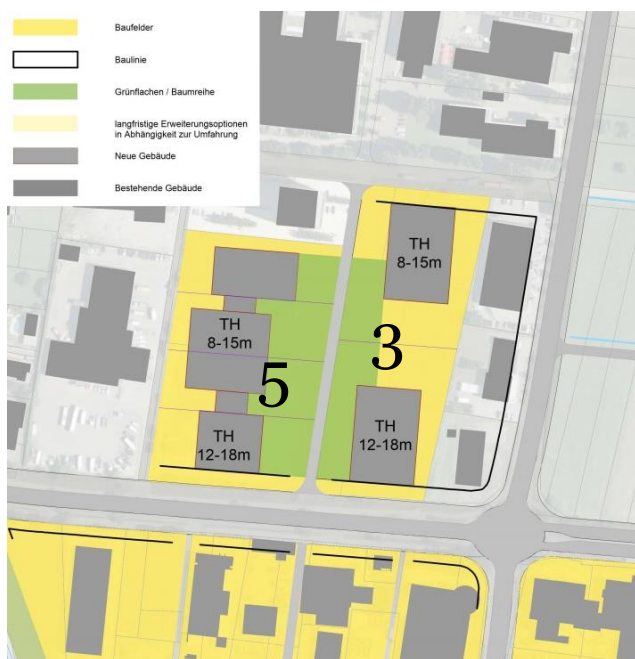 Baufelder
Baulinie
Grünflachen / Baumreihe
langfristige Erweiterungsoptionen
in Abhängigkeit zur Umfahrung
Neue Gebäude
Bestehende Gebäude
TH
8-15m
TH
8-15m
3
5
TH
12-18m
TH
12-18m